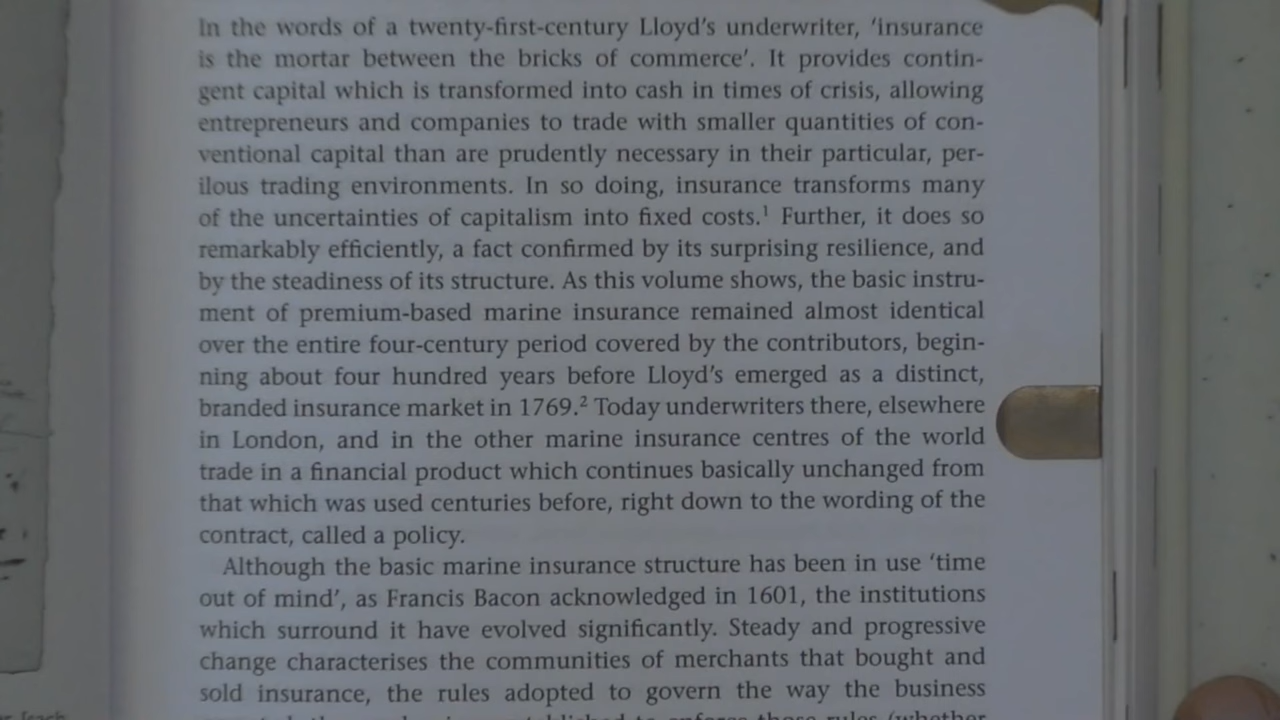 In the words of a twenty-first-century Lloyd’s underwriter, ‘insurance
is the mortar between the bricks of commerce’. It provides contin-
gent capital which is transformed into cash in times of crisis, allowing
entrepreneurs and companies to trade with smaller quantities of con-
ventional capital than are prudently necessary in their particular, per-
ilous trading environments. In so doing, insurance transforms many
of the uncertainties of capitalism into fixed costs.¹ Further, it does so
remarkably efficiently, a fact confirmed by its surprising resilience, and
by the steadiness of its structure. As this volume shows, the basic instru-
ment of premium-based marine insurance remained almost identical
over the entire four-century period covered by the contributors, begin-
ning about four hundred years before Lloyd’s emerged as a distinct,
branded insurance market in 1769.² Today underwriters there, elsewhere
in London, and in the other marine insurance centres of the world
trade in a financial product which continues basically unchanged from
that which was used centuries before, right down to the wording of the
contract, called a policy.
Although the basic marine insurance structure has been in use ‘time
out of mind’, as Francis Bacon acknowledged in 1601, the institutions
which surround it have evolved significantly. Steady and progressive
change characterises the communities of merchants that bought and
sold insurance, the rules adopted to govern the way the business